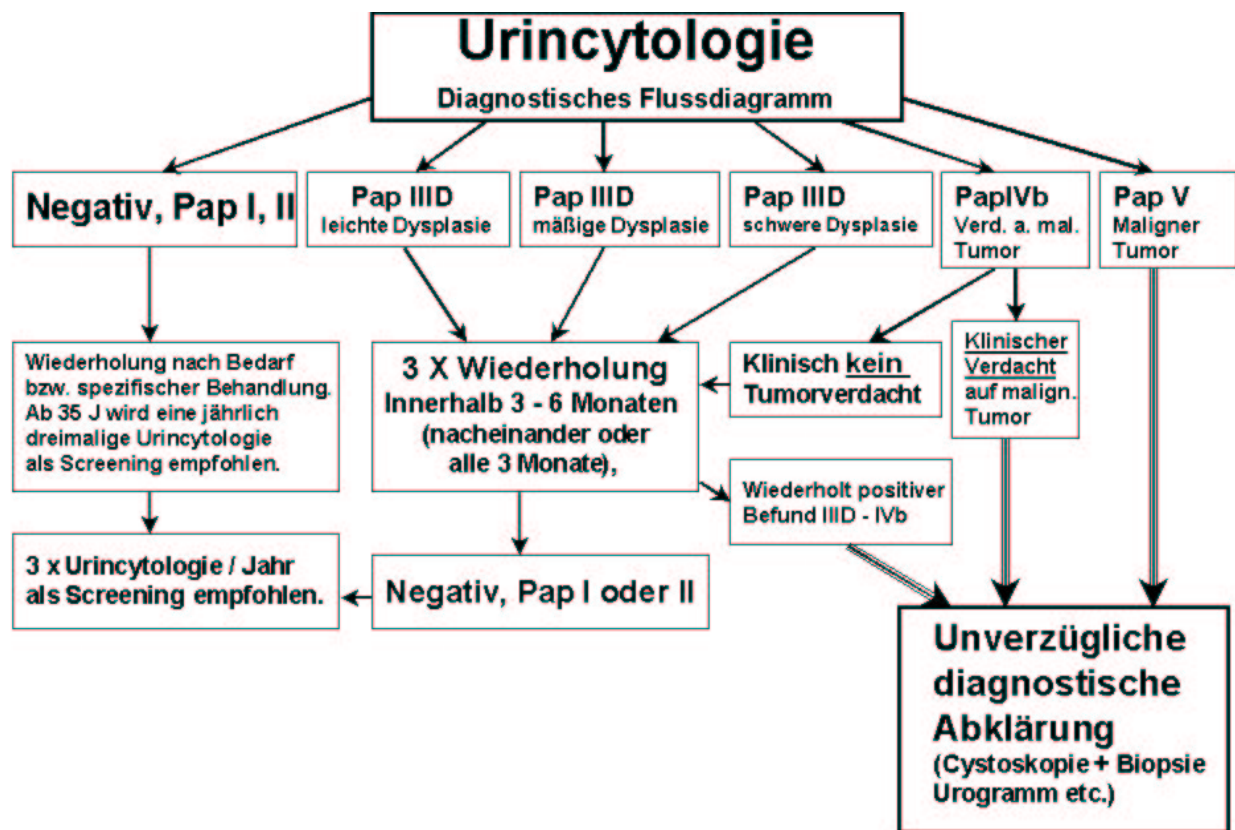 Urincytologie
Diagnostisches Flussdiagramm
Negativ, Pap I, II
Pap IIID
leichte Dysplasie
Pap IIID
mäßige Dysplasie
Pap IIID
schwere Dysplasie
PapIVb
Verd. a. mal.
Tumor
Pap V
Maligner
Tumor
Wiederholung nach Bedarf
bzw. spezifischer Behandlung.
Ab 35 J wird eine jährlich
dreimalige Urincytologie
als Screening empfohlen.
3 X Wiederholung
Innerhalb 3 - 6 Monaten
(nacheinander oder
alle 3 Monate),
Klinisch kein
Tumorverdacht
Klinischer
Verdacht
auf malign.
Tumor
Wiederholt positiver
Befund IIID - IVb
3 x Urincytologie / Jahr
als Screening empfohlen.
Negativ, Pap I oder II
Unverzügliche
diagnostische
Abklärung
(Cystoskopie + Biopsie
Urogramm etc.)